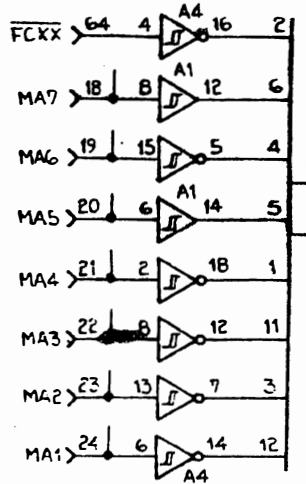 A4
FCXX 64 4 16 2
A1
MA7 18 8 12 6
MA6 19 15 5 4
A1
MA5 20 6 14 5
MA4 21 2 18 1
MA3 22 8 12 11
MA2 23 13 7 3
MA1 24 6 14 12
A4